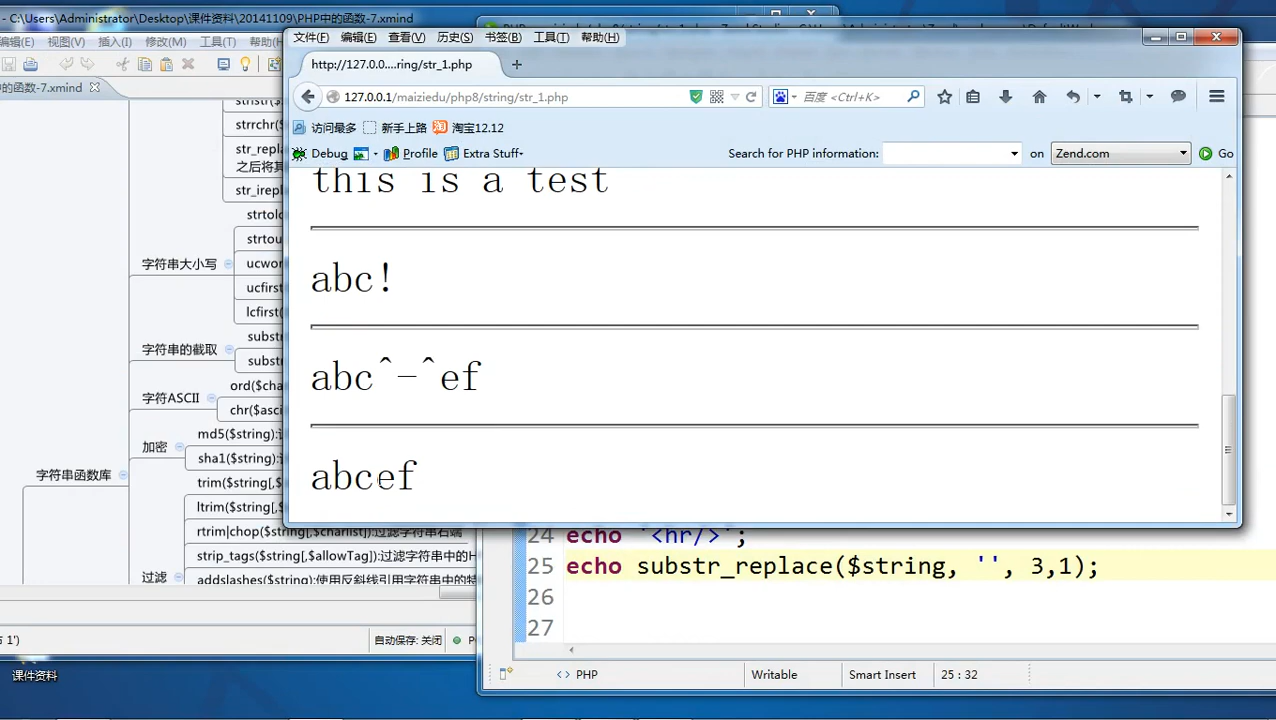 - C:\Users\Administrator\Desktop\课件资料\20141109\PHP中的函数-7.xmind
编辑(E) 视图(V) 插入(I) 修改(M) 工具(T) 帮助(
中的函数-7.xmind
stristr($
strrchr($
str_repla
之后将其
str_irepl
strtolo
strtou
字符串大小写
ucwor
ucfirs
lcfirst(
substr
字符串的截取
substr
ord($cha
字符ASCII
chr($asci
md5($string):
加密
sha1($string):
字符串函数库
trim($string[,
ltrim($string[,
rtrim|chop($string[,$charlist]):过滤字符串右端
strip_tags($string[,$allowTag]):过滤字符串中的H
过滤
addslashes($string):使用反斜线引用字符串中的特
1')
自动保存: 关闭
课件资料
文件(F) 编辑(E) 查看(V) 历史(S) 书签(B) 工具(T) 帮助(H)
http://127.0.0....ring/str_1.php
127.0.0.1/maiziedu/php8/string/str_1.php
百度 <Ctrl+K>
访问最多 新手上路 淘宝12.12
Debug Profile Extra Stuff
Search for PHP information: on Zend.com Go
this is a test
abc!
abc^-^ef
abcef
24 echo '<hr/>';
25 echo substr_replace($string, '', 3,1);
26
27
PHP Writable Smart Insert 25 : 32